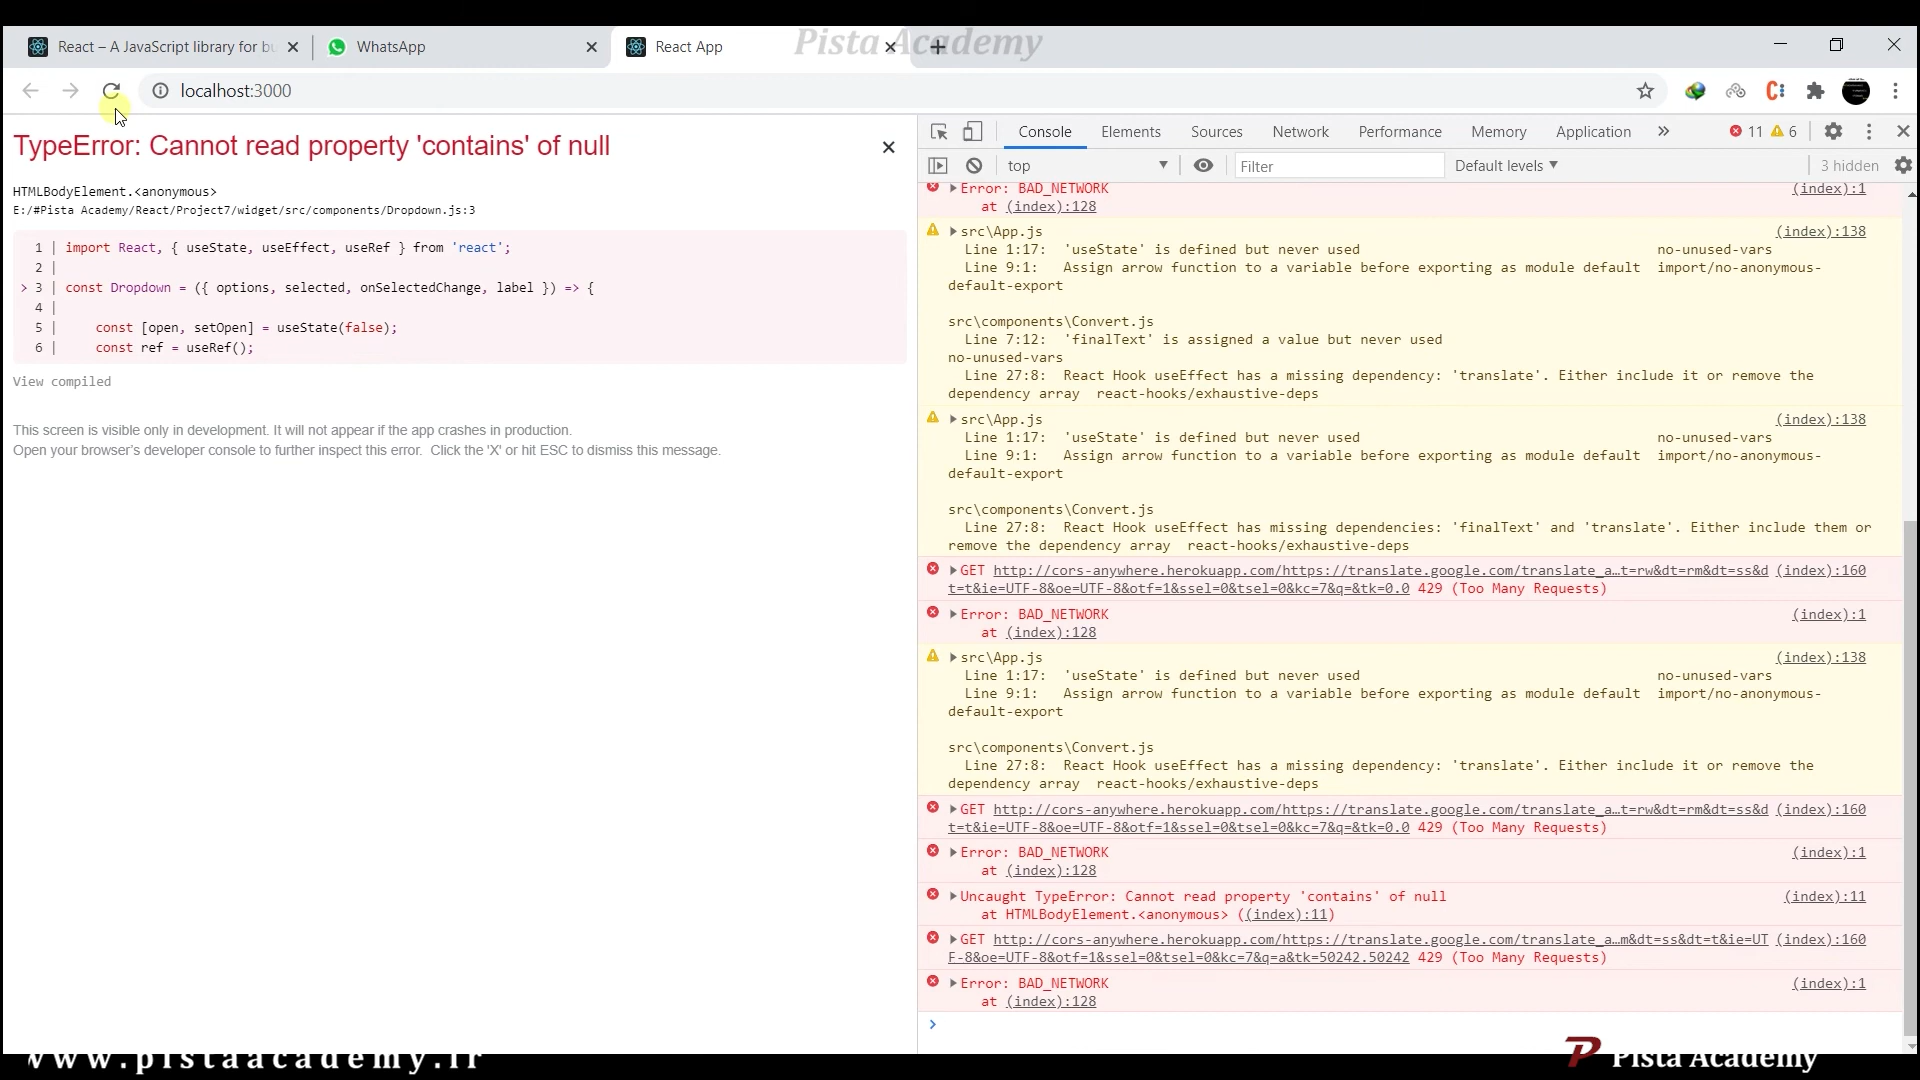 React – A JavaScript library for bu
WhatsApp
React App
Pista Academy
localhost:3000
TypeError: Cannot read property 'contains' of null
HTMLBodyElement.<anonymous>
E:/#Pista Academy/React/Project7/widget/src/components/Dropdown.js:3
1 | import React, { useState, useEffect, useRef } from 'react';
2 |
> 3 | const Dropdown = ({ options, selected, onSelectedChange, label }) => {
4 |
5 |     const [open, setOpen] = useState(false);
6 |     const ref = useRef();
View compiled
This screen is visible only in development. It will not appear if the app crashes in production.
Open your browser's developer console to further inspect this error.  Click the 'X' or hit ESC to dismiss this message.
Console Elements Sources Network Performance Memory Application » 11 6
top Filter Default levels 3 hidden
Error: BAD_NETWORK (index):1
at (index):128
src\App.js (index):138
Line 1:17:  'useState' is defined but never used no-unused-vars
Line 9:1:   Assign arrow function to a variable before exporting as module default  import/no-anonymous-
default-export
src\components\Convert.js
Line 7:12:  'finalText' is assigned a value but never used
no-unused-vars
Line 27:8:  React Hook useEffect has a missing dependency: 'translate'. Either include it or remove the
dependency array  react-hooks/exhaustive-deps
src\App.js (index):138
Line 1:17:  'useState' is defined but never used no-unused-vars
Line 9:1:   Assign arrow function to a variable before exporting as module default  import/no-anonymous-
default-export
src\components\Convert.js
Line 27:8:  React Hook useEffect has missing dependencies: 'finalText' and 'translate'. Either include them or
remove the dependency array  react-hooks/exhaustive-deps
GET http://cors-anywhere.herokuapp.com/https://translate.google.com/translate_a…t=rw&dt=rm&dt=ss&d (index):160
t=t&ie=UTF-8&oe=UTF-8&otf=1&ssel=0&tsel=0&kc=7&q=&tk=0.0 429 (Too Many Requests)
Error: BAD_NETWORK (index):1
at (index):128
src\App.js (index):138
Line 1:17:  'useState' is defined but never used no-unused-vars
Line 9:1:   Assign arrow function to a variable before exporting as module default  import/no-anonymous-
default-export
src\components\Convert.js
Line 27:8:  React Hook useEffect has a missing dependency: 'translate'. Either include it or remove the
dependency array  react-hooks/exhaustive-deps
GET http://cors-anywhere.herokuapp.com/https://translate.google.com/translate_a…t=rw&dt=rm&dt=ss&d (index):160
t=t&ie=UTF-8&oe=UTF-8&otf=1&ssel=0&tsel=0&kc=7&q=&tk=0.0 429 (Too Many Requests)
Error: BAD_NETWORK (index):1
at (index):128
Uncaught TypeError: Cannot read property 'contains' of null (index):11
at HTMLBodyElement.<anonymous> ((index):11)
GET http://cors-anywhere.herokuapp.com/https://translate.google.com/translate_a…m&dt=ss&dt=t&ie=UT (index):160
F-8&oe=UTF-8&otf=1&ssel=0&tsel=0&kc=7&q=a&tk=50242.50242 429 (Too Many Requests)
Error: BAD_NETWORK (index):1
at (index):128
www.pistaacademy.ir
Pista Academy